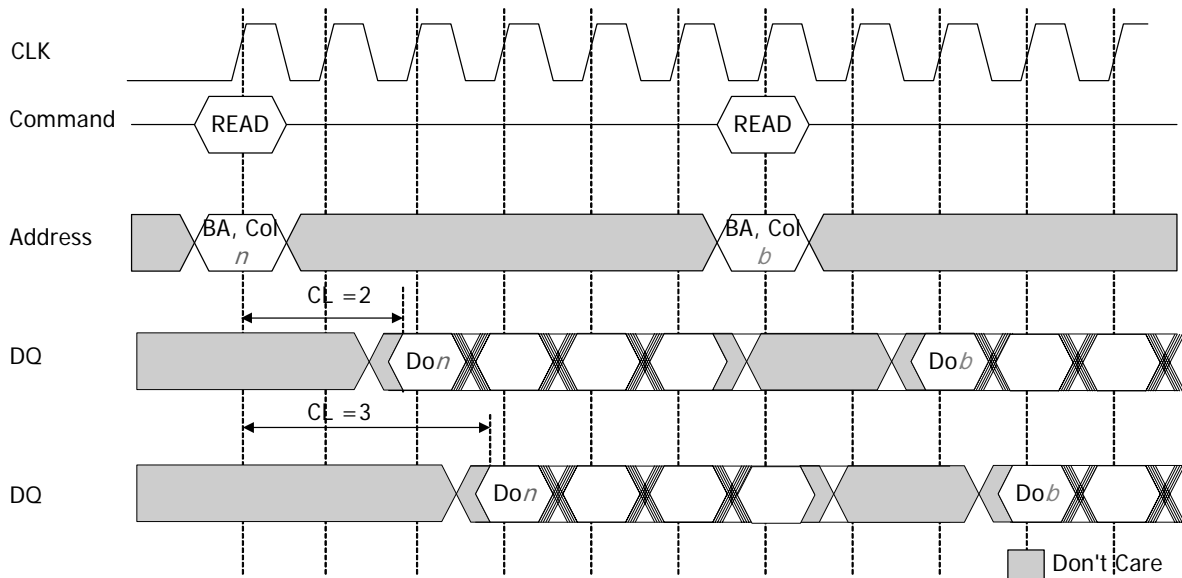 CLK
Command
READ
READ
Address
BA, Col
n
BA, Col
b
CL =2
DQ
Don
Dob
CL =3
DQ
Don
Dob
Don't Care